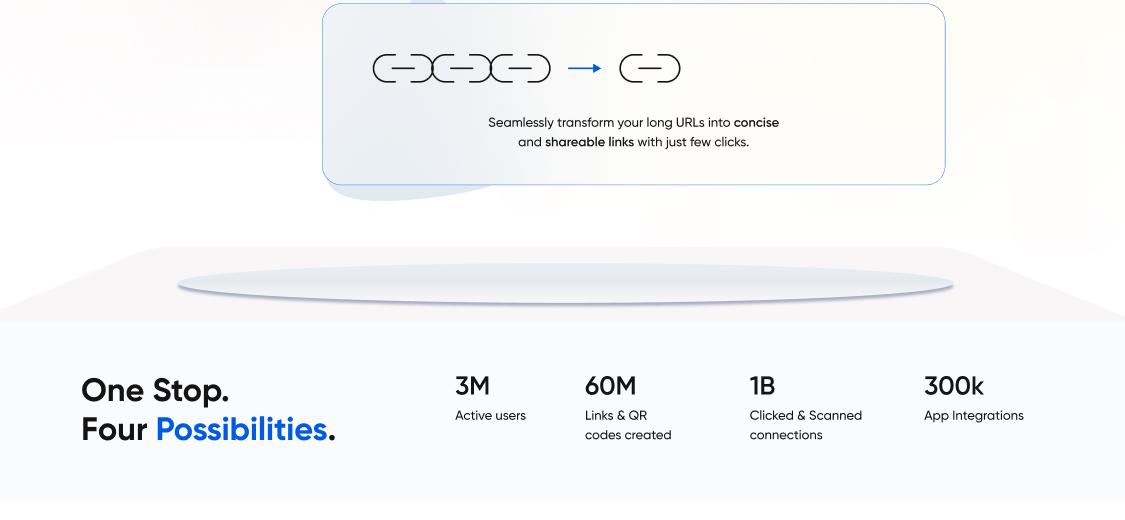 Seamlessly transform your long URLs into concise
and shareable links with just few clicks.
One Stop.
Four Possibilities.
3M
Active users
60M
Links & QR
codes created
1B
Clicked & Scanned
connections
300k
App Integrations